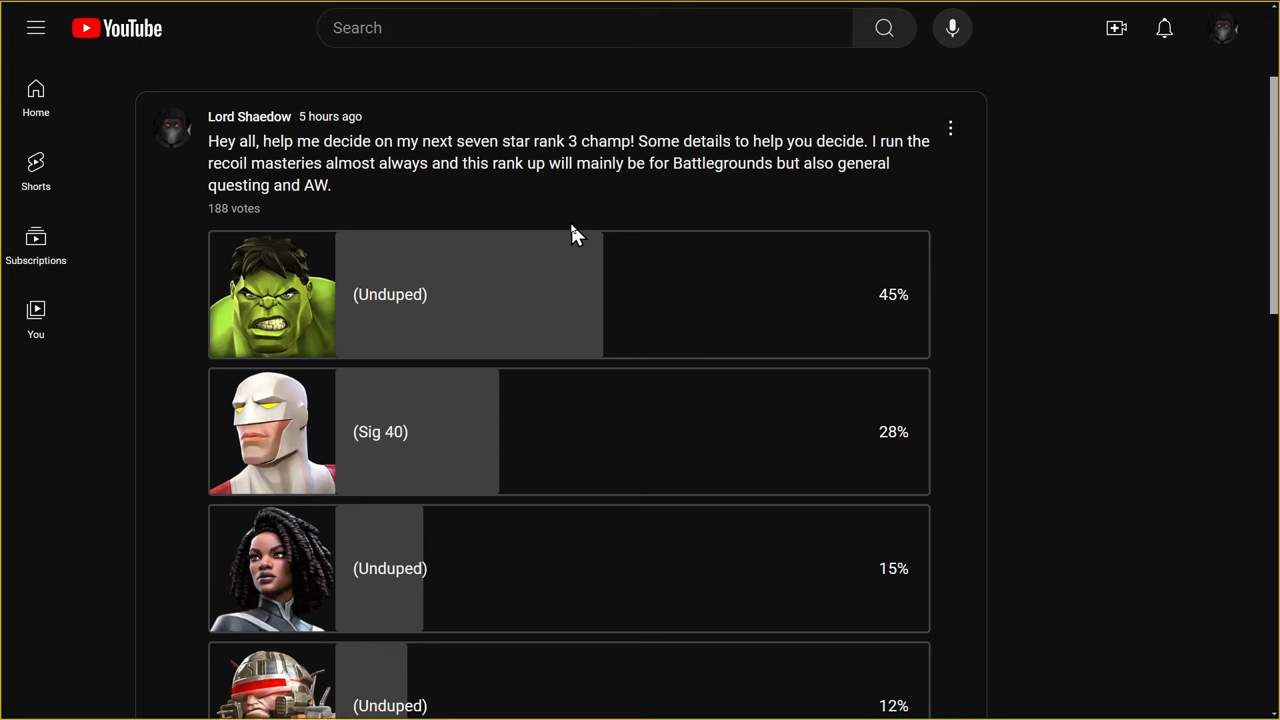 YouTube
Search
Home
Shorts
Subscriptions
You
Lord Shaedow 5 hours ago
Hey all, help me decide on my next seven star rank 3 champ! Some details to help you decide. I run the
recoil masteries almost always and this rank up will mainly be for Battlegrounds but also general
questing and AW.
188 votes
(Unduped) 45%
(Sig 40) 28%
(Unduped) 15%
(Unduped) 12%